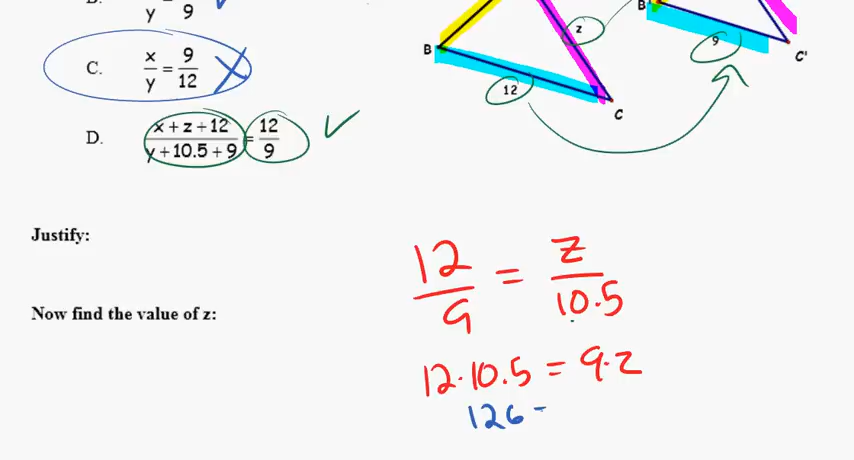 y 9
B z B'
C. x/y = 9/12 X
12 9 C'
C
D. x + z + 12 / y + 10.5 + 9 = 12/9 ✓
Justify:
12/9 = z/10.5
Now find the value of z:
12·10.5 = 9·z
126 =